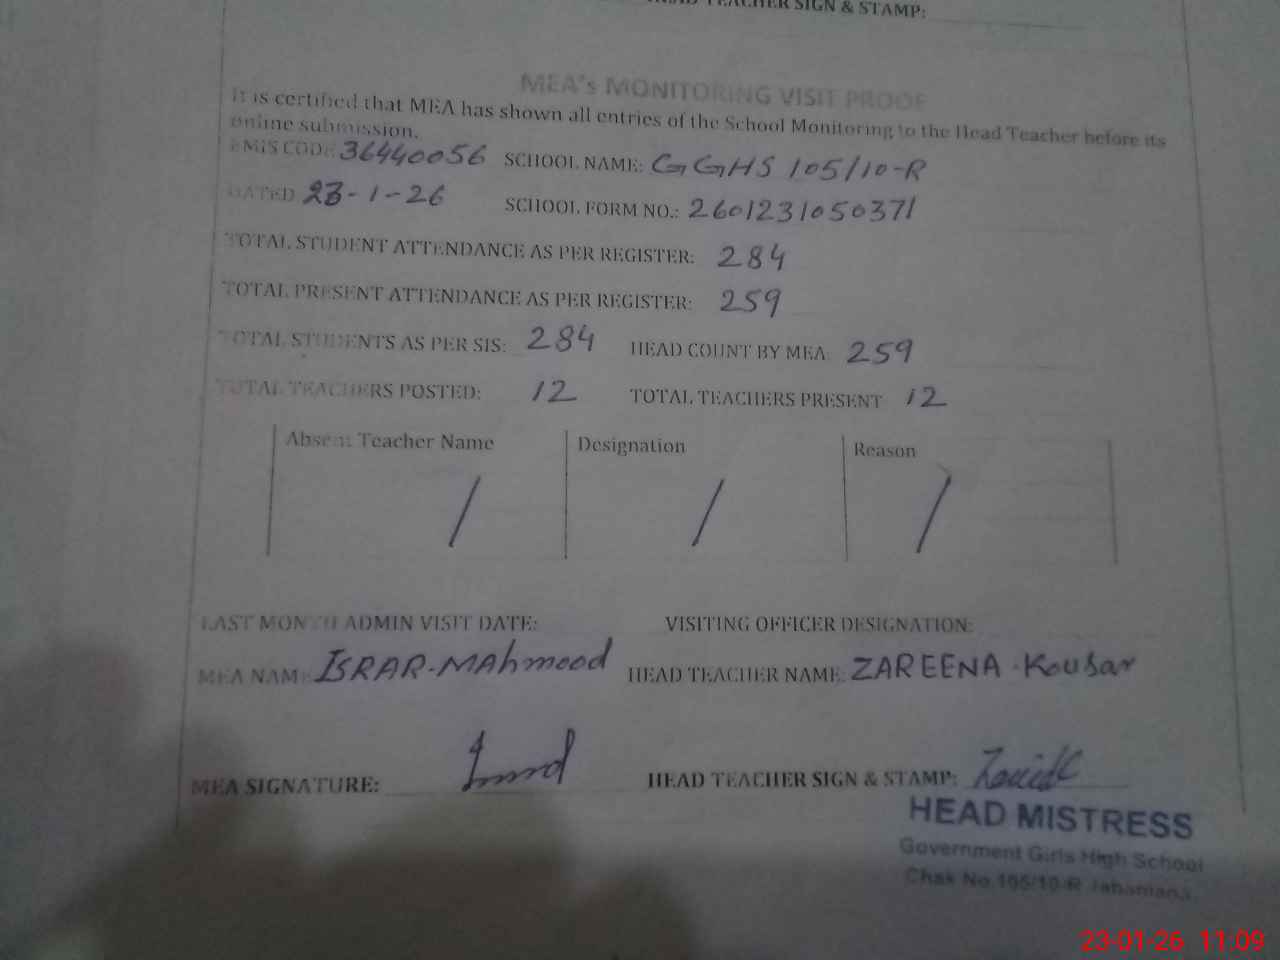 HEAD TEACHER SIGN & STAMP:
MEA's MONITORING VISIT PROOF
It is certified that MEA has shown all entries of the School Monitoring to the Head Teacher before its
online submission.
EMIS CODE: 36440056 SCHOOL NAME: GGHS 105/10-R
DATED 23-1-26 SCHOOL FORM NO.: 2601231050371
TOTAL STUDENT ATTENDANCE AS PER REGISTER: 284
TOTAL PRESENT ATTENDANCE AS PER REGISTER: 259
TOTAL STUDENTS AS PER SIS: 284 HEAD COUNT BY MEA: 259
TOTAL TEACHERS POSTED: 12 TOTAL TEACHERS PRESENT 12
Absent Teacher Name Designation Reason
/ / /
LAST MONTH ADMIN VISIT DATE: VISITING OFFICER DESIGNATION:
MEA NAME: ISRAR-MAhmood HEAD TEACHER NAME: ZAREENA-Kousar
MEA SIGNATURE: HEAD TEACHER SIGN & STAMP:
HEAD MISTRESS
Government Girls High School
Chak No.105/10-R Jahaniana
23-01-26 11:09